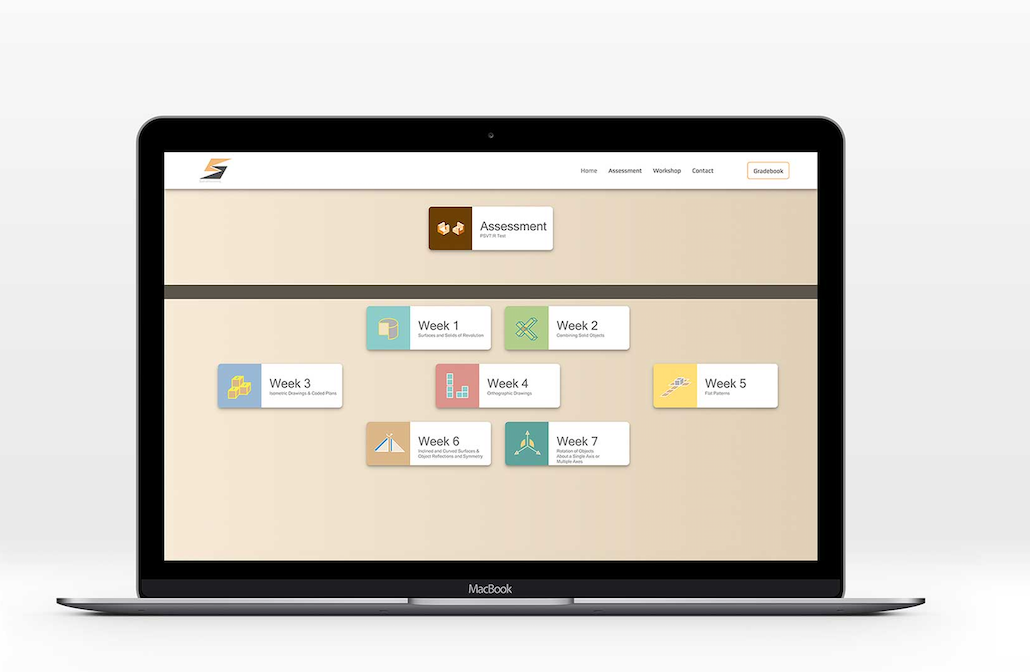 Home Assessment Workshop Contact Gradebook
Assessment
PSVT:R Test
Week 1
Surfaces and Solids of Revolution
Week 2
Combining Solid Objects
Week 3
Isometric Drawings & Coded Plans
Week 4
Orthographic Drawings
Week 5
Flat Patterns
Week 6
Inclined and Curved Surfaces &
Object Reflections and Symmetry
Week 7
Rotation of Objects
About a Single Axis or
Multiple Axes
MacBook